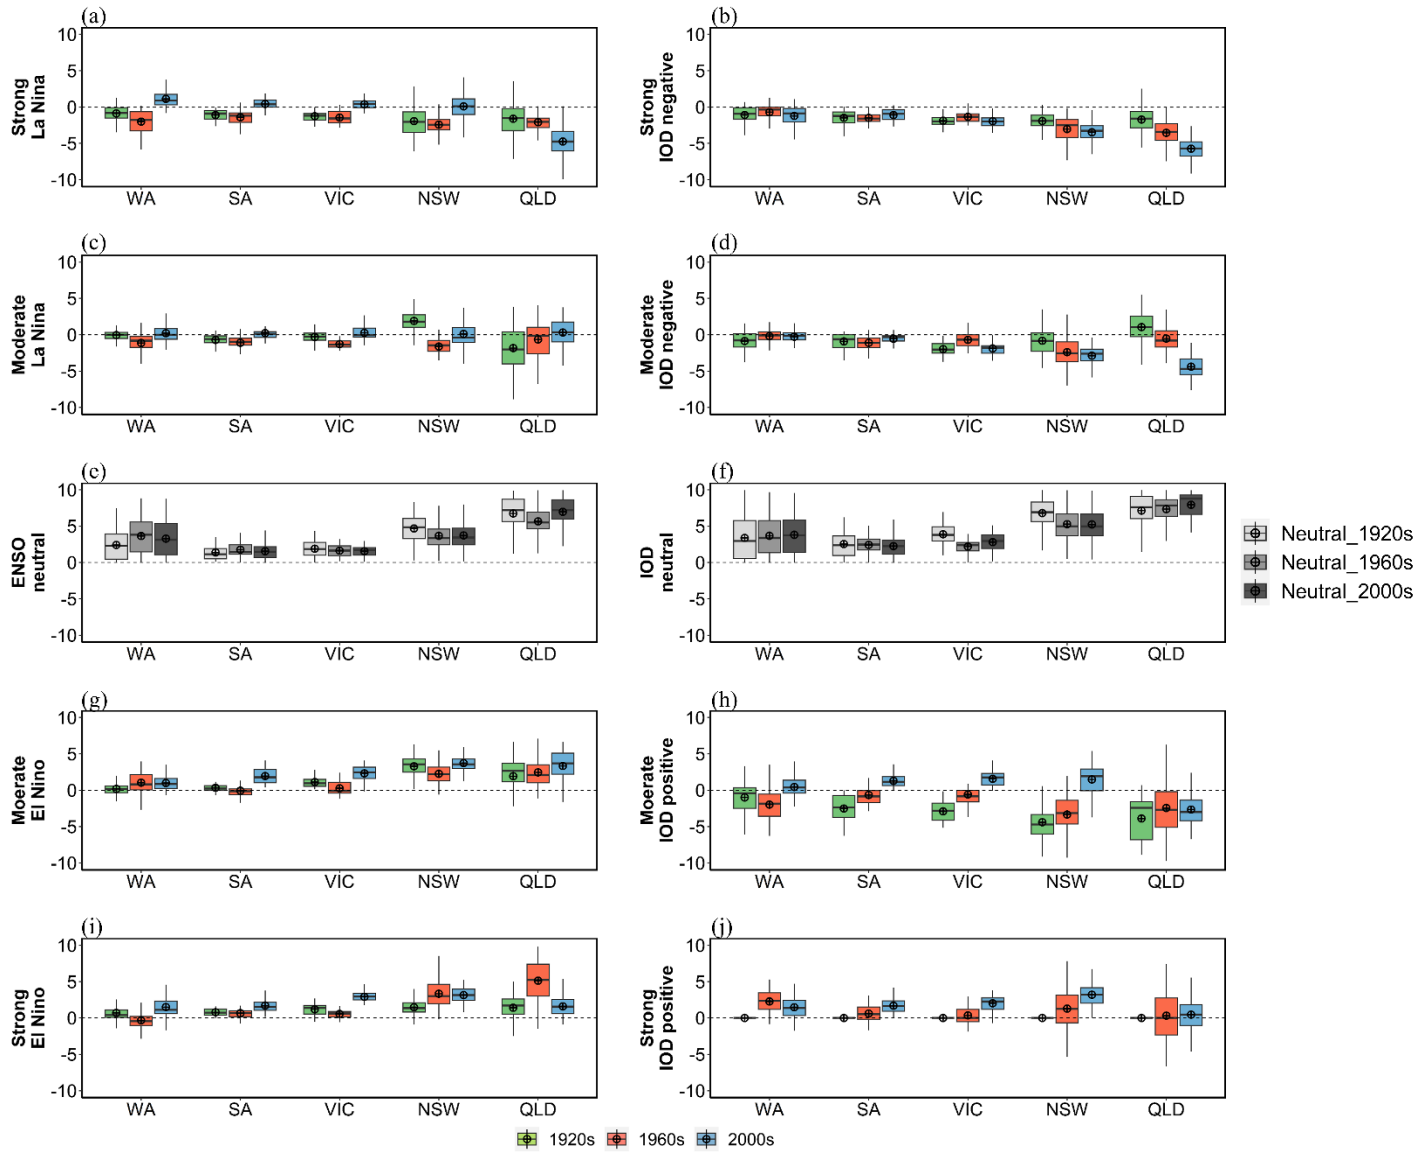 (a)
10
5
0
-5
-10
Strong
La Nina
WA SA VIC NSW QLD
(b)
10
5
0
-5
-10
Strong
IOD negative
WA SA VIC NSW QLD
(c)
10
5
0
-5
-10
Moderate
La Nina
WA SA VIC NSW QLD
(d)
10
5
0
-5
-10
Moderate
IOD negative
WA SA VIC NSW QLD
(e)
10
5
0
-5
-10
ENSO
neutral
WA SA VIC NSW QLD
(f)
10
5
0
-5
-10
IOD
neutral
WA SA VIC NSW QLD
Neutral_1920s
Neutral_1960s
Neutral_2000s
(g)
10
5
0
-5
-10
Moerate
El Nino
WA SA VIC NSW QLD
(h)
10
5
0
-5
-10
Moerate
IOD positive
WA SA VIC NSW QLD
(i)
10
5
0
-5
-10
Strong
El Nino
WA SA VIC NSW QLD
(j)
10
5
0
-5
-10
Strong
IOD positive
WA SA VIC NSW QLD
1920s 1960s 2000s